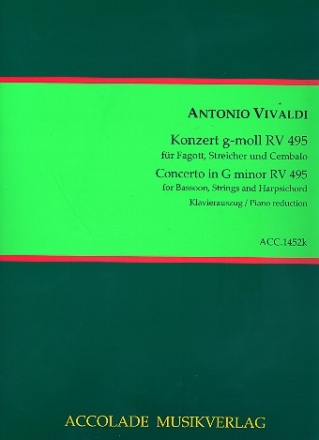 ANTONIO VIVALDI
Konzert g-moll RV 495
für Fagott, Streicher und Cembalo
Concerto in G minor RV 495
for Bassoon, Strings and Harpsichord
Klavierauszug / Piano reduction
ACC.1452k
ACCOLADE MUSIKVERLAG